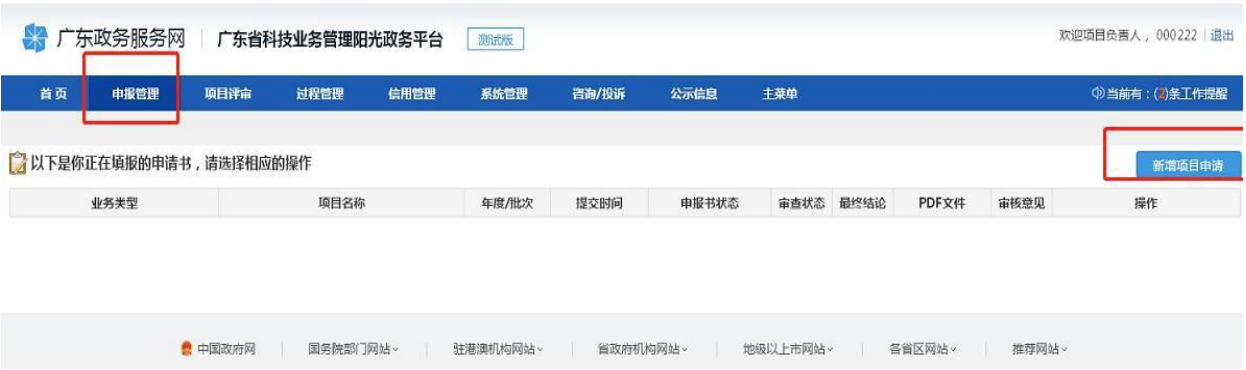 广东政务服务网 广东省科技业务管理阳光政务平台 测试版 欢迎项目负责人，000222 | 退出
首页 申报管理 项目评审 过程管理 信用管理 系统管理 咨询/投诉 公示信息 主菜单 当前有：(2)条工作提醒
以下是你正在填报的申请书，请选择相应的操作 新增项目申请
业务类型 项目名称 年度/批次 提交时间 申报书状态 审查状态 最终结论 PDF文件 审核意见 操作
中国政府网 | 国务院部门网站 | 驻港澳机构网站 | 省政府机构网站 | 地级以上市网站 | 各省区网站 | 推荐网站